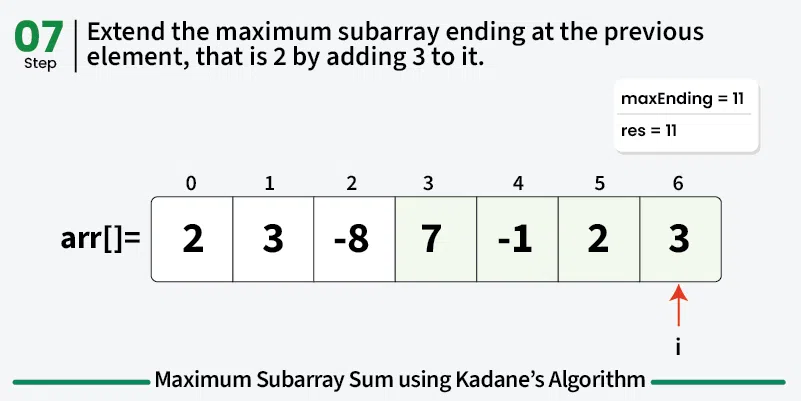 07
Step
Extend the maximum subarray ending at the previous
element, that is 2 by adding 3 to it.
maxEnding = 11
res = 11
0 1 2 3 4 5 6
arr[]= 2 3 -8 7 -1 2 3
i
Maximum Subarray Sum using Kadane's Algorithm